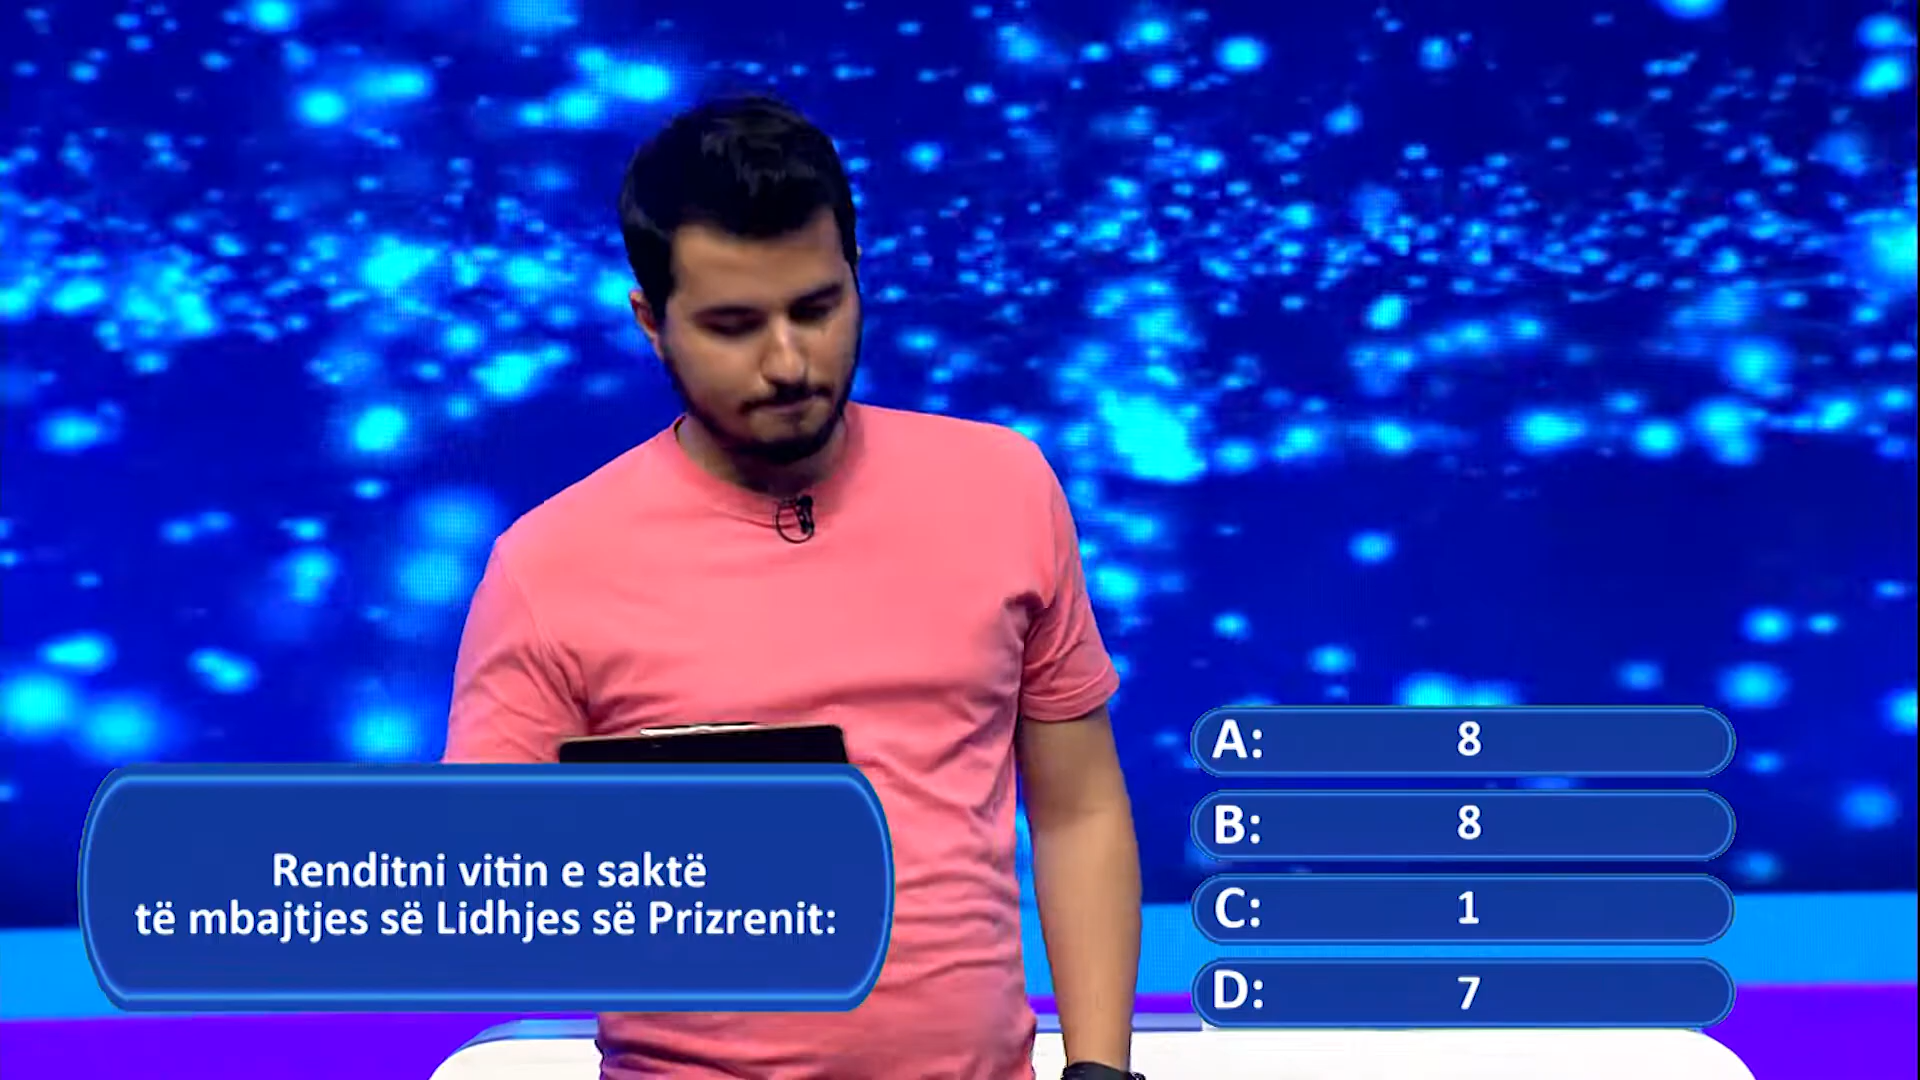 Renditni vitin e saktë
të mbajtjes së Lidhjes së Prizrenit:
A: 8
B: 8
C: 1
D: 7